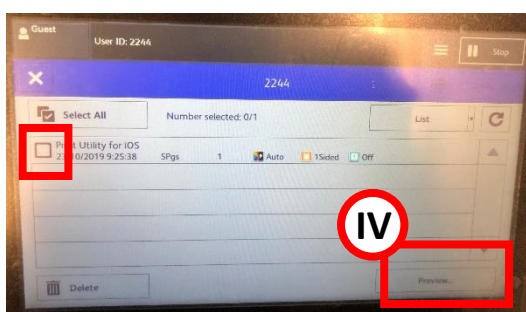 Guest
User ID: 2244
Stop
2244
Select All
Number selected: 0/1
List
Print Utility for iOS
23/10/2019 9:25:38 5Pgs 1 Auto 1Sided Off
IV
Delete
Preview...